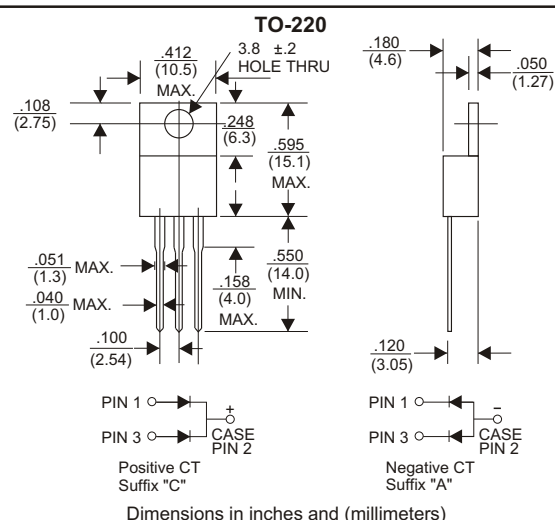 TO-220
.412
(10.5)
MAX.
3.8 ±.2
HOLE THRU
.108
(2.75)
.248
(6.3)
.595
(15.1)
MAX.
.051
(1.3)
MAX.
.040
(1.0)
MAX.
.158
(4.0)
MAX.
.550
(14.0)
MIN.
.100
(2.54)
.180
(4.6)
.050
(1.27)
.120
(3.05)
PIN 1
+
PIN 3
CASE
PIN 2
Positive CT
Suffix "C"
PIN 1
−
PIN 3
CASE
PIN 2
Negative CT
Suffix "A"
Dimensions in inches and (millimeters)